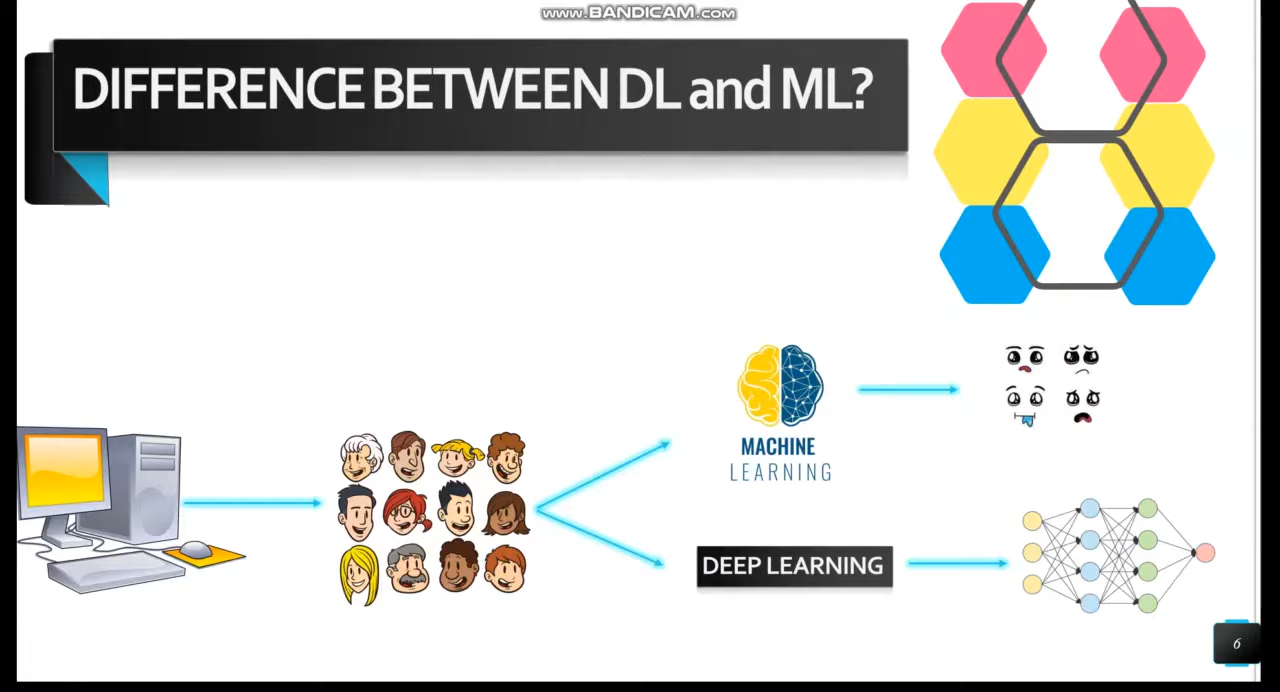 www.BANDICAM.com
DIFFERENCE BETWEEN DL and ML?
MACHINE
LEARNING
DEEP LEARNING
6